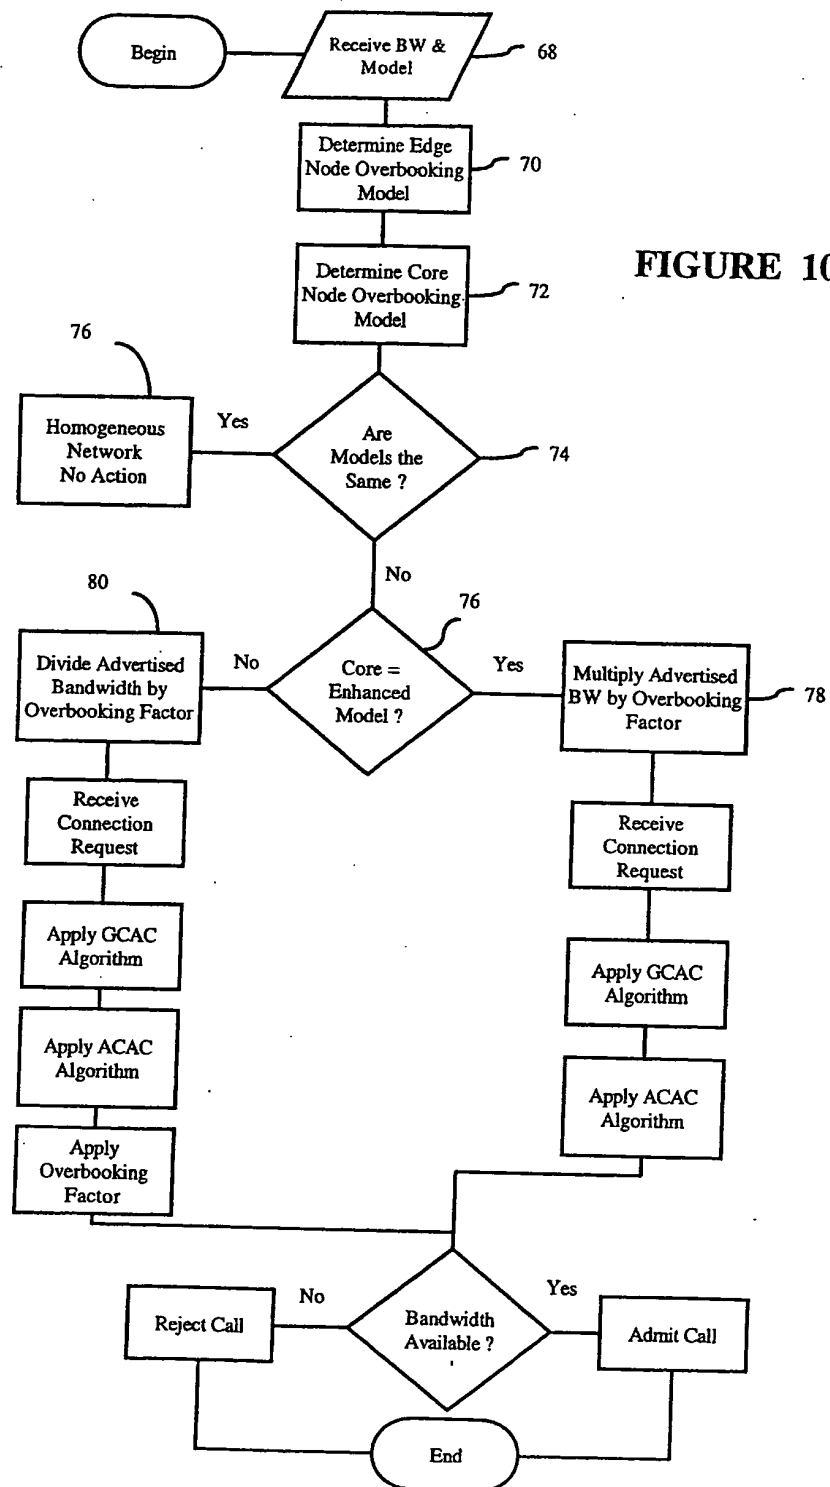 Begin
Receive BW &
Model
68
Determine Edge
Node Overbooking
Model
70
FIGURE 10
Determine Core
Node Overbooking
Model
72
76
Homogeneous
Network
No Action
Yes
Are
Models the
Same ?
74
No
80
76
Divide Advertised
Bandwidth by
Overbooking Factor
No
Core =
Enhanced
Model ?
Yes
Multiply Advertised
BW by Overbooking
Factor
78
Receive
Connection
Request
Receive
Connection
Request
Apply GCAC
Algorithm
Apply GCAC
Algorithm
Apply ACAC
Algorithm
Apply ACAC
Algorithm
Apply
Overbooking
Factor
Reject Call
No
Bandwidth
Available ?
Yes
Admit Call
End